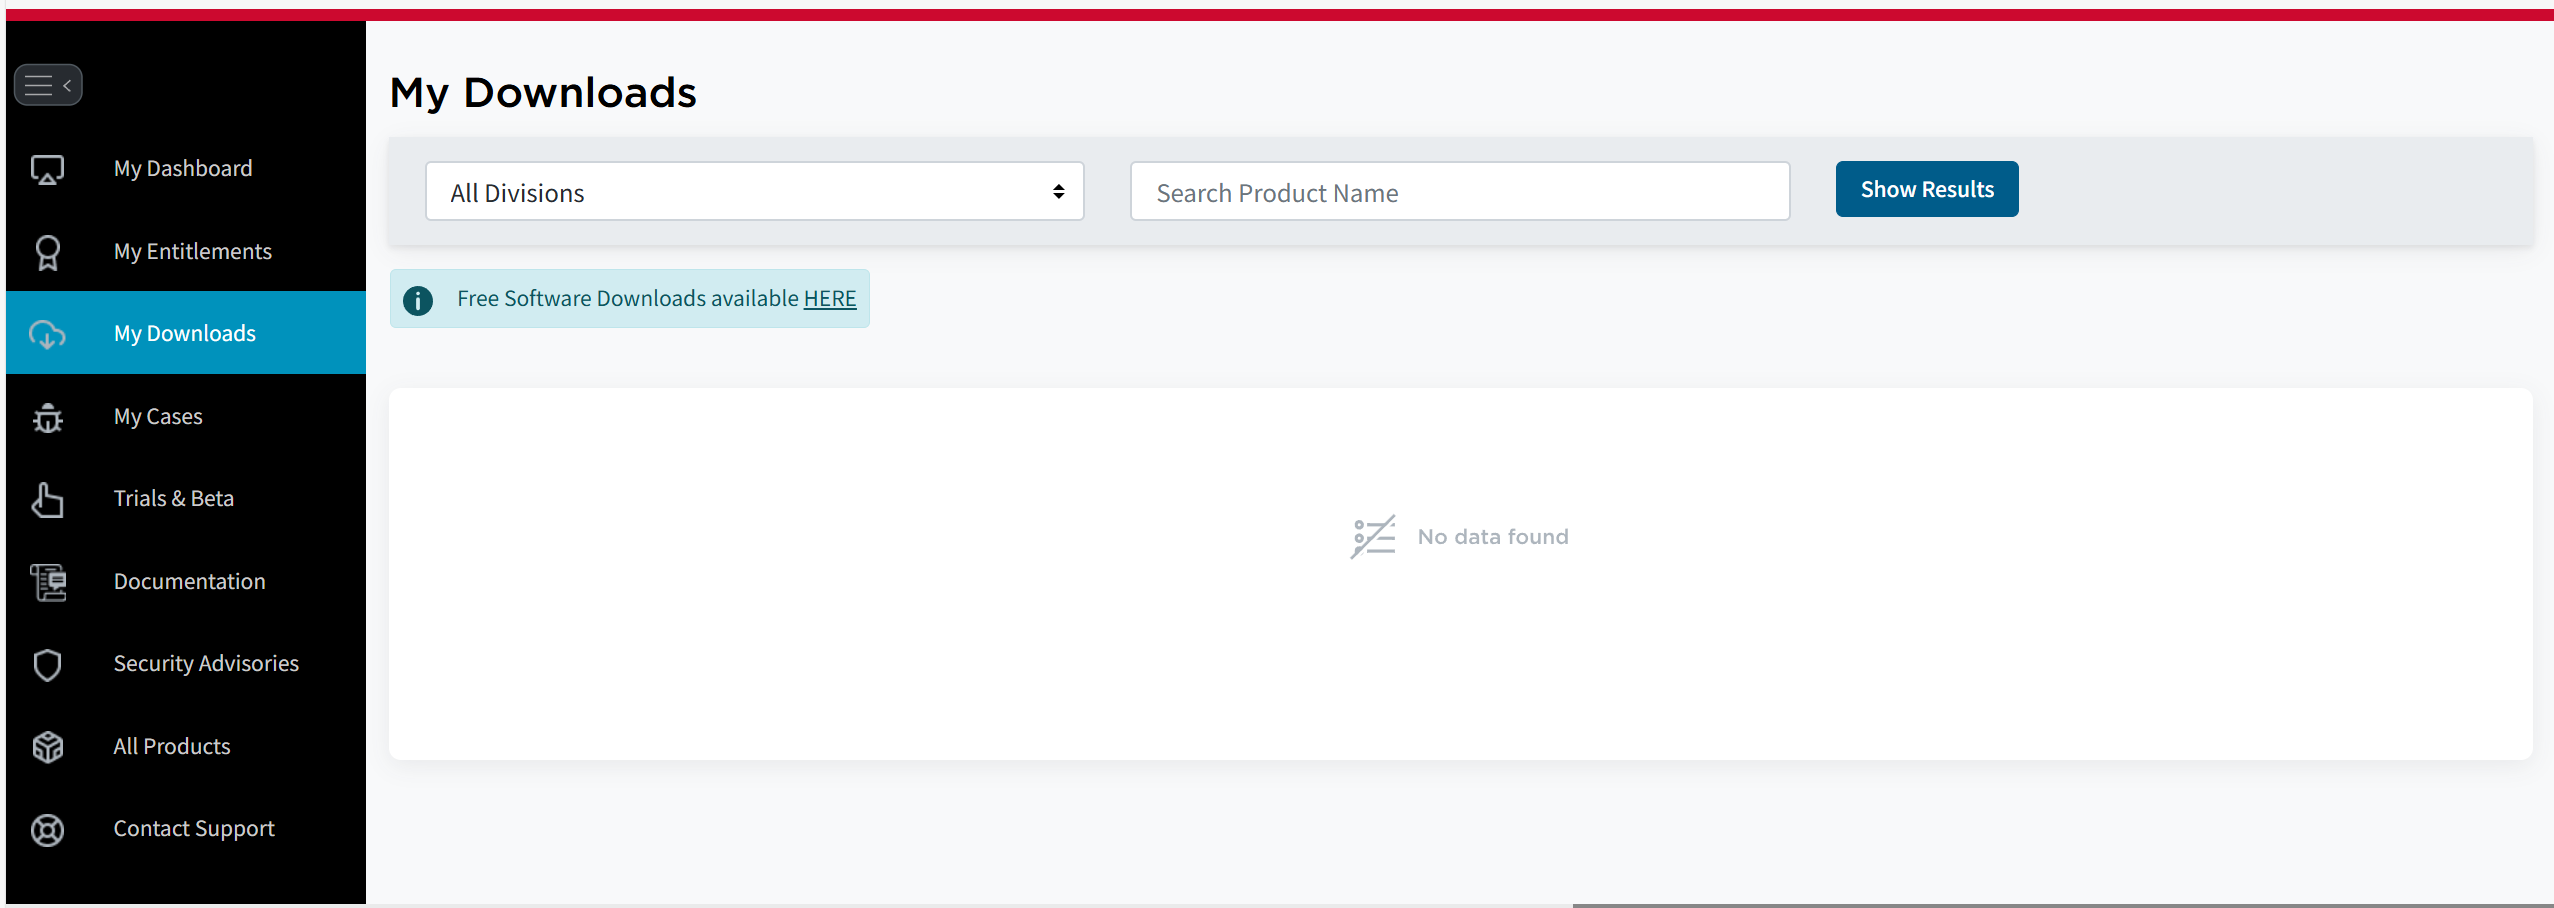 My Downloads
My Dashboard
My Entitlements
My Downloads
My Cases
Trials & Beta
Documentation
Security Advisories
All Products
Contact Support
All Divisions
Search Product Name
Show Results
Free Software Downloads available HERE
No data found